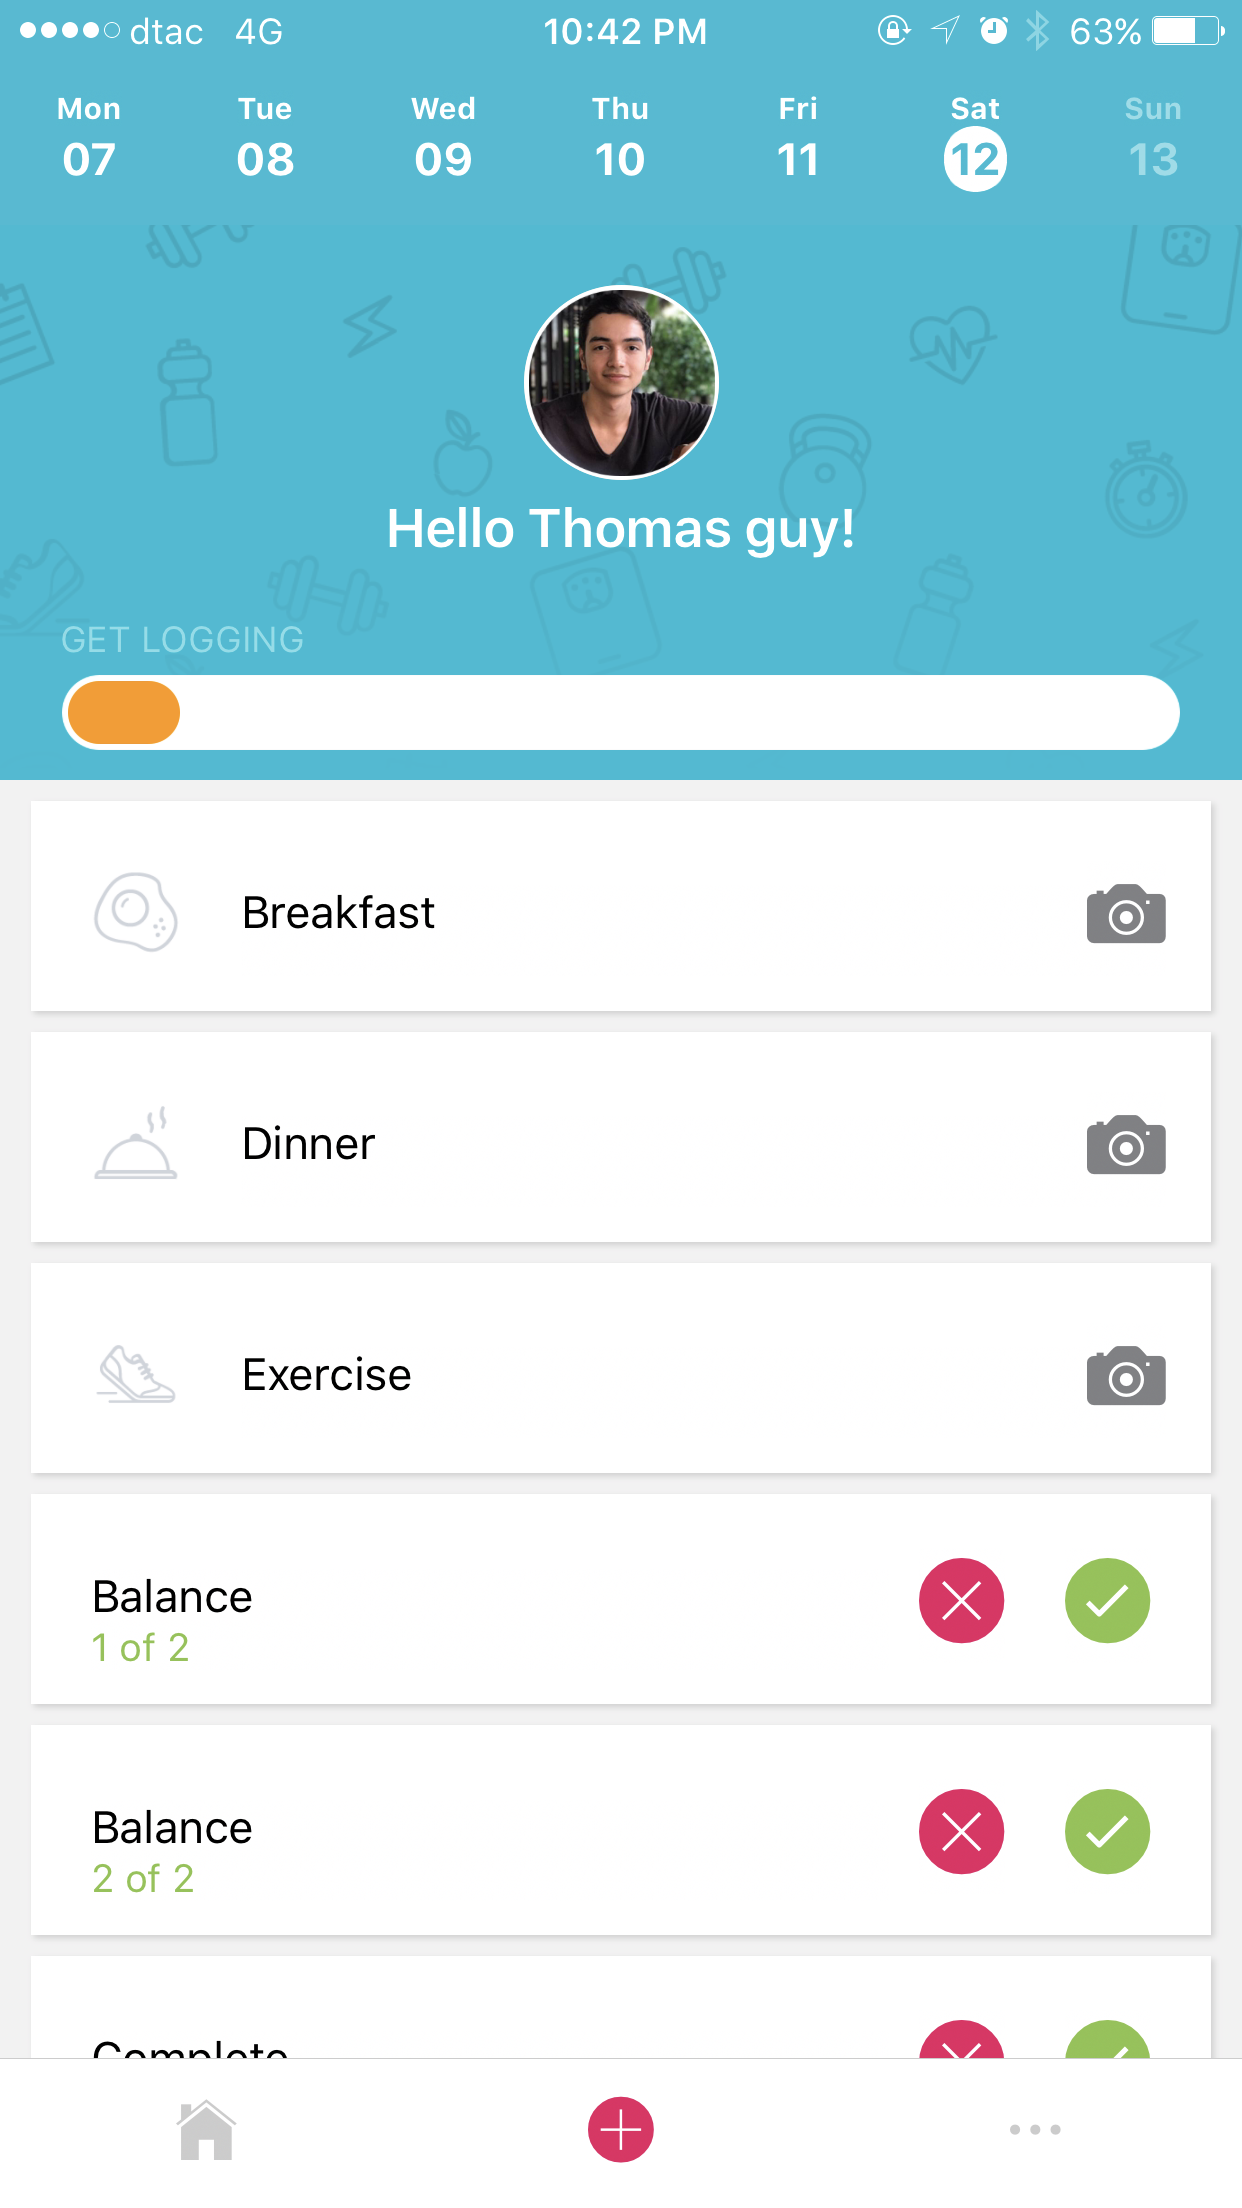 dtac 4G 10:42 PM 63%
Mon Tue Wed Thu Fri Sat Sun
07 08 09 10 11 12 13
Hello Thomas guy!
GET LOGGING
Breakfast
Dinner
Exercise
Balance
1 of 2
Balance
2 of 2
Complete